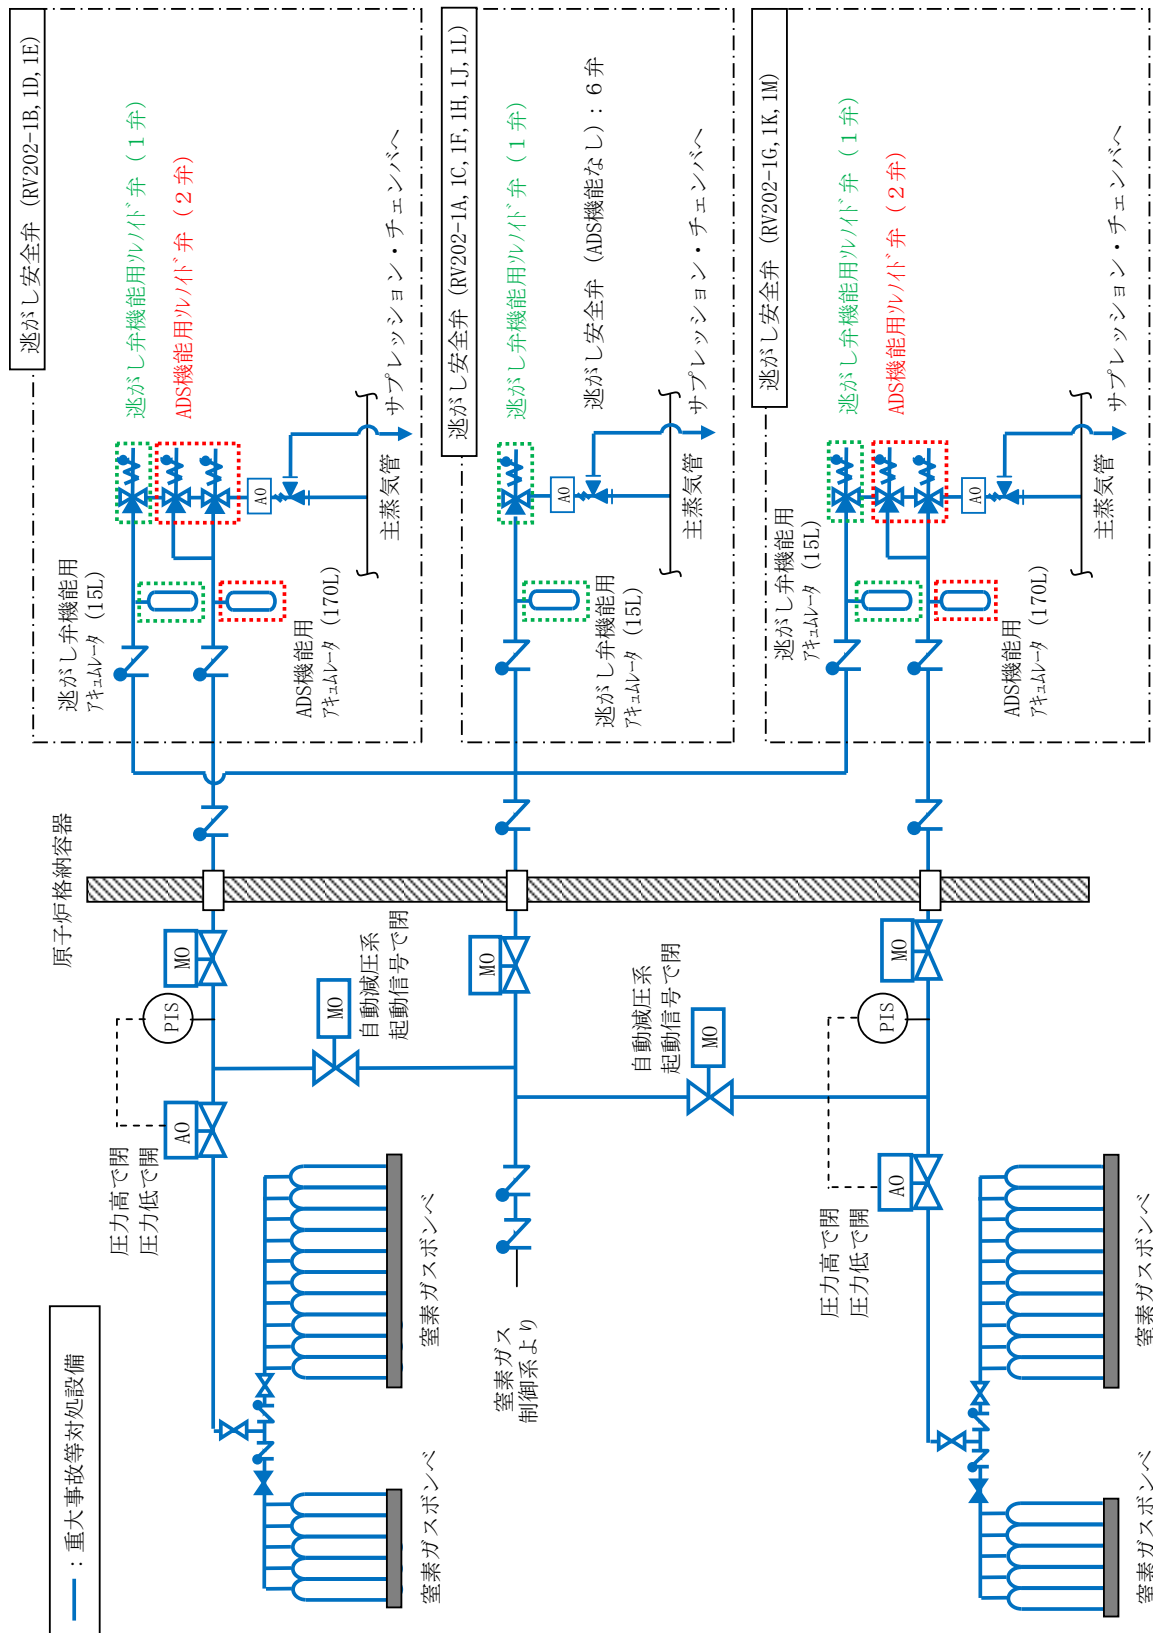 逃がし安全弁 (RV202-1B, 1D, 1E)
逃がし弁機能用ｿﾚﾉｲﾄﾞ弁 (1弁)
ADS機能用ｿﾚﾉｲﾄﾞ弁 (2弁)
AO
主蒸気管
サプレッション・チェンバへ
逃がし弁機能用
ｱｷｭﾑﾚｰﾀ (15L)
ADS機能用
ｱｷｭﾑﾚｰﾀ (170L)
逃がし安全弁 (RV202-1A, 1C, 1F, 1H, 1J, 1L)
逃がし弁機能用ｿﾚﾉｲﾄﾞ弁 (1弁)
逃がし安全弁 (ADS機能なし) : 6弁
AO
主蒸気管
サプレッション・チェンバへ
逃がし弁機能用
ｱｷｭﾑﾚｰﾀ (15L)
逃がし安全弁 (RV202-1G, 1K, 1M)
逃がし弁機能用ｿﾚﾉｲﾄﾞ弁 (1弁)
ADS機能用ｿﾚﾉｲﾄﾞ弁 (2弁)
AO
主蒸気管
サプレッション・チェンバへ
逃がし弁機能用
ｱｷｭﾑﾚｰﾀ (15L)
ADS機能用
ｱｷｭﾑﾚｰﾀ (170L)
原子炉格納容器
MO
PIS
AO
圧力高で閉
圧力低で開
MO
自動減圧系
起動信号で閉
MO
MO
自動減圧系
起動信号で閉
MO
PIS
AO
圧力高で閉
圧力低で開
窒素ガス
制御系より
窒素ガスボンベ
窒素ガスボンベ
窒素ガスボンベ
窒素ガスボンベ
: 重大事故等対処設備